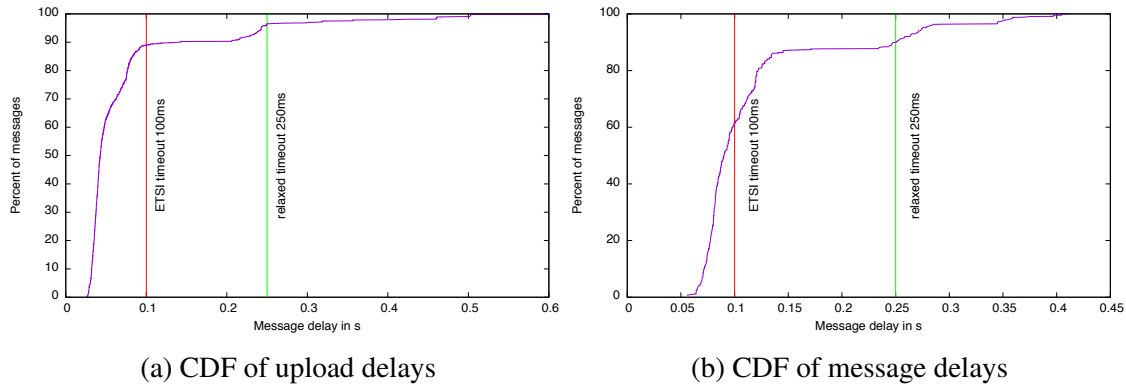 100
90
80
70
60
50
40
30
20
10
0
Percent of messages
ETSI timeout 100ms
relaxed timeout 250ms
0 0.1 0.2 0.3 0.4 0.5 0.6
Message delay in s
(a) CDF of upload delays
100
80
60
40
20
0
Percent of messages
ETSI timeout 100ms
relaxed timeout 250ms
0 0.05 0.1 0.15 0.2 0.25 0.3 0.35 0.4 0.45
Message delay in s
(b) CDF of message delays